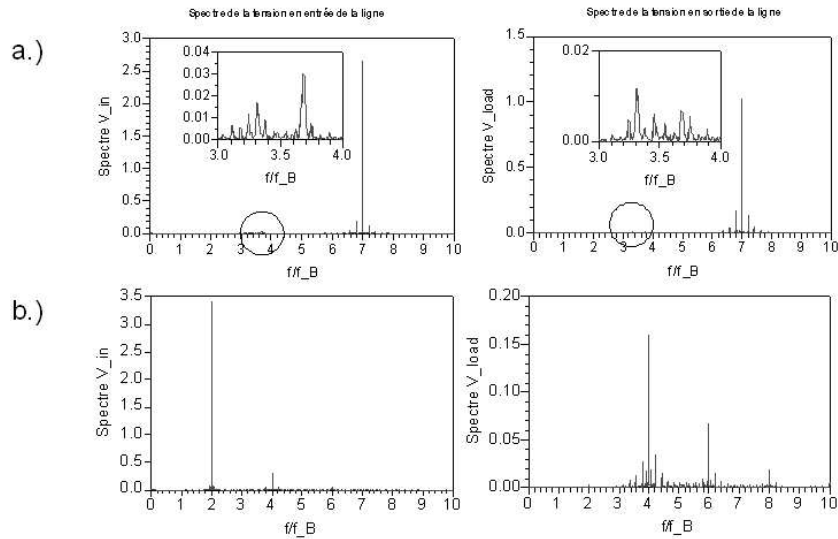 Spectre de la tension en entrée de la ligne
Spectre de la tension en sortie de la ligne
a.)
3.0
2.5
2.0
1.5
1.0
0.5
0.0
Spectre V_in
0.04
0.03
0.02
0.01
0.00
3.0 3.5 4.0
f/f_B
0 1 2 3 4 5 6 7 8 9 10
f/f_B
1.5
1.0
0.5
0.0
Spectre V_load
0.02
0.00
3.0 3.5 4.0
f/f_B
0 1 2 3 4 5 6 7 8 9 10
f/f_B
b.)
3.5
3.0
2.5
2.0
1.5
1.0
0.5
0.0
Spectre V_in
0 1 2 3 4 5 6 7 8 9 10
f/f_B
0.20
0.15
0.10
0.05
0.00
Spectre V_load
0 1 2 3 4 5 6 7 8 9 10
f/f_B